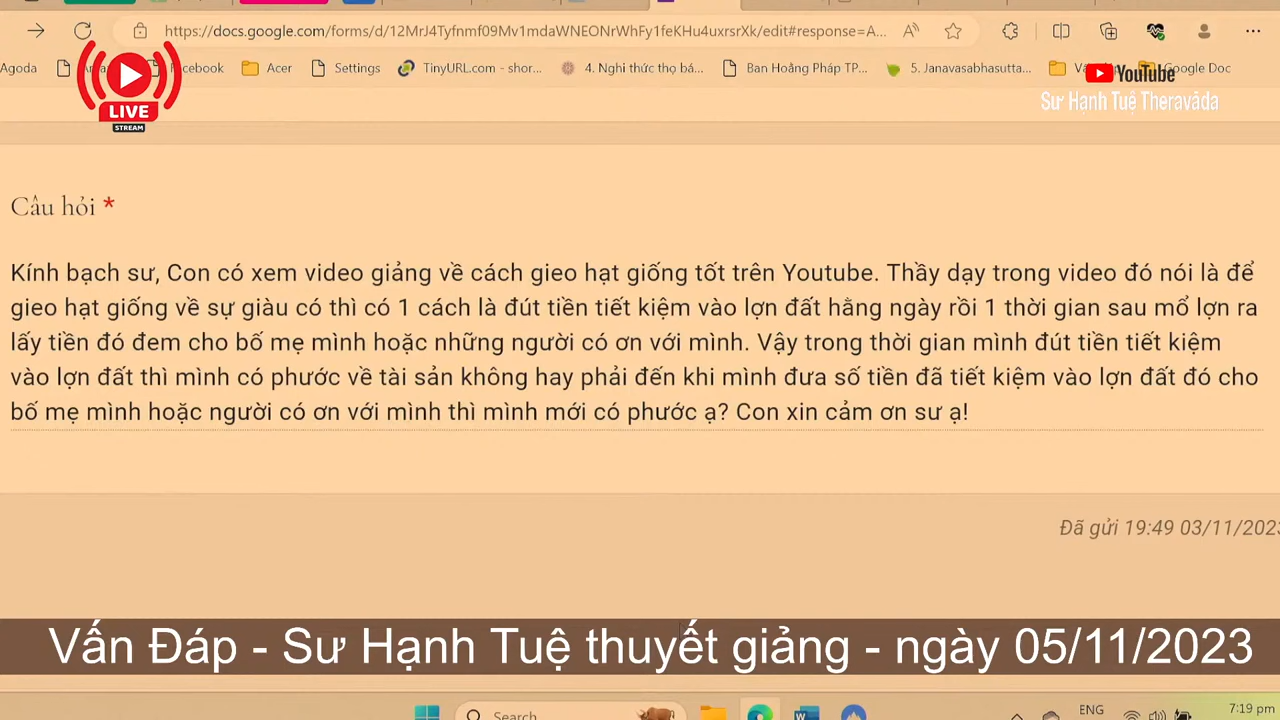 https://docs.google.com/forms/d/12MrJ4Tyfnmf09Mv1mdaWNEONrWhFy1feKHu4uxrsrXk/edit#response=A...
Agoda
Facebook
Acer
Settings
TinyURL.com - shor...
4. Nghi thức thọ bá...
Ban Hoằng Pháp TP...
5. Janavasabhasutta...
Google Doc
LIVE
STREAM
YouTube
Sư Hạnh Tuệ Theravāda
Câu hỏi *
Kính bạch sư, Con có xem video giảng về cách gieo hạt giống tốt trên Youtube. Thầy dạy trong video đó nói là để
gieo hạt giống về sự giàu có thì có 1 cách là đút tiền tiết kiệm vào lợn đất hằng ngày rồi 1 thời gian sau mổ lợn ra
lấy tiền đó đem cho bố mẹ mình hoặc những người có ơn với mình. Vậy trong thời gian mình đút tiền tiết kiệm
vào lợn đất thì mình có phước về tài sản không hay phải đến khi mình đưa số tiền đã tiết kiệm vào lợn đất đó cho
bố mẹ mình hoặc người có ơn với mình thì mình mới có phước ạ? Con xin cảm ơn sư ạ!
Đã gửi 19:49 03/11/2023
Vấn Đáp - Sư Hạnh Tuệ thuyết giảng - ngày 05/11/2023
Search
ENG
7:19 pm